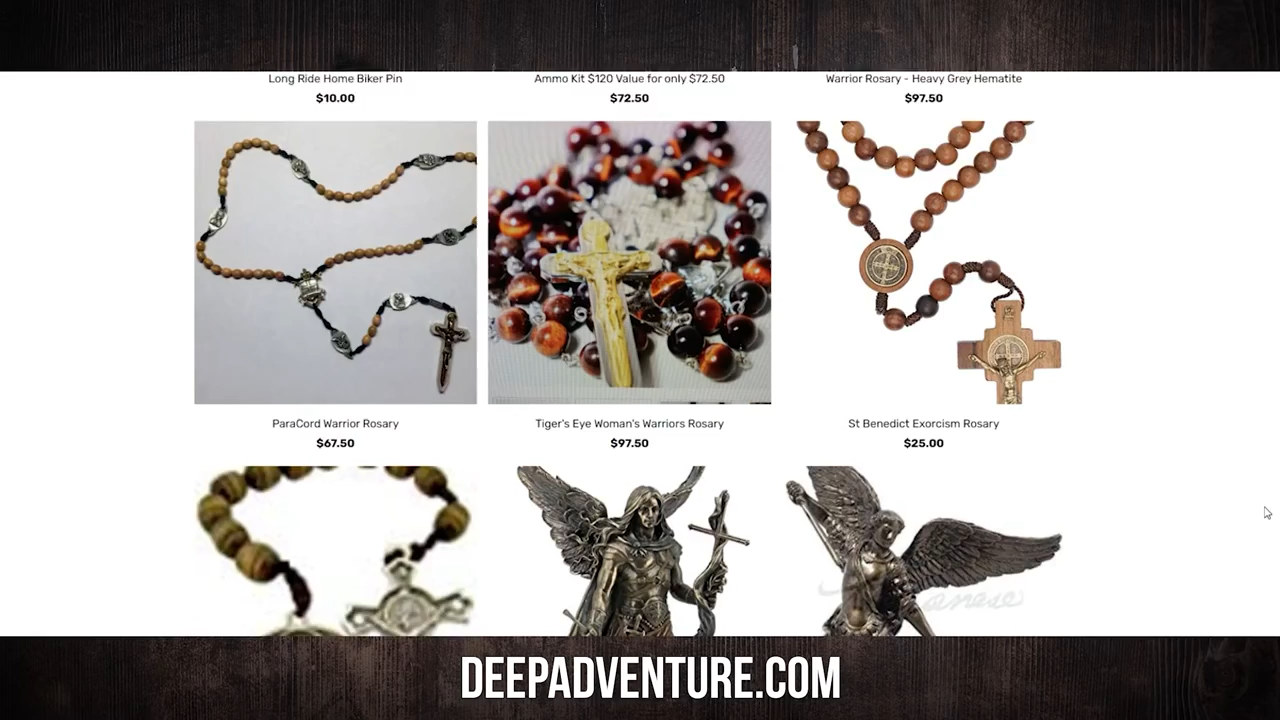 Long Ride Home Biker Pin
$10.00
Ammo Kit $120 Value for only $72.50
$72.50
Warrior Rosary - Heavy Grey Hematite
$97.50
ParaCord Warrior Rosary
$67.50
Tiger's Eye Woman's Warriors Rosary
$97.50
St Benedict Exorcism Rosary
$25.00
DEEPADVENTURE.COM